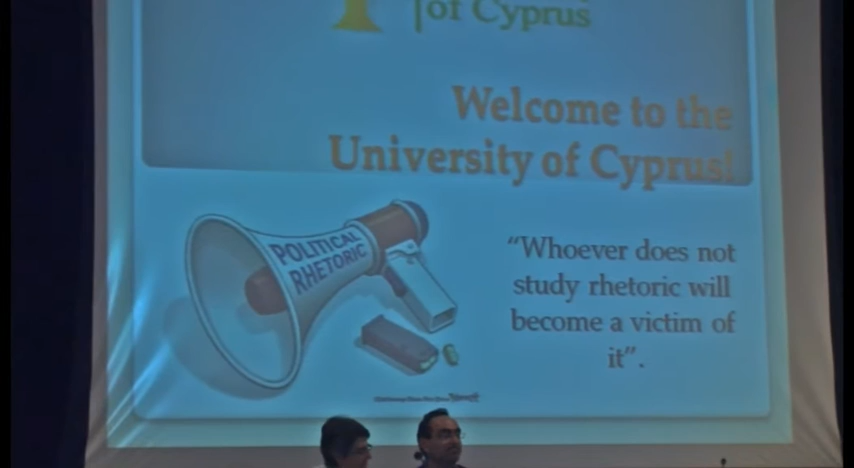 of Cyprus
Welcome to the
University of Cyprus!
POLITICAL
RHETORIC
"Whoever does not
study rhetoric will
become a victim of
it".